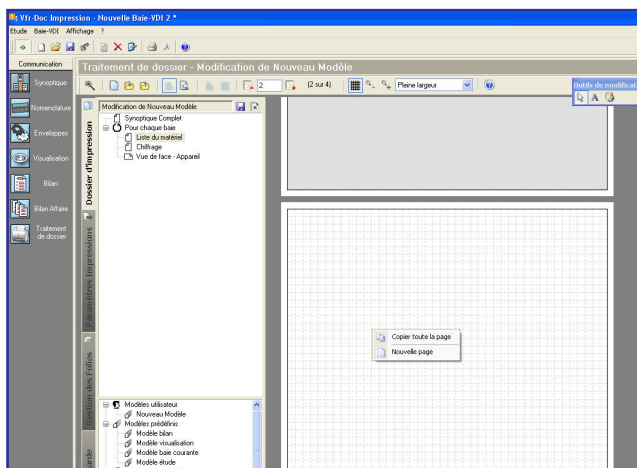 Vfr-Doc Impression - Nouvelle Baie-VDI 2 *
Etude Baie-VDI Affichage ?
Communication
Traitement de dossier - Modification de Nouveau Modèle
2 (2 sur 4) Pleine largeur
Outils de modificat
Synoptique
Nomenclature
Enveloppes
Visualisation
Bilan
Bilan Affaire
Traitement
de dossier
Dossier d'impression
Paramètres Impressions
Gestion des Folios
arde
Modification de Nouveau Modèle
Synoptique Complet
Pour chaque baie
Liste du matériel
Chiffrage
Vue de face - Appareil
Copier toute la page
Nouvelle page
Modèles utilisateur
Nouveau Modèle
Modèles prédéfinis
Modèle bilan
Modèle visualisation
Modèle baie courante
Modèle étude